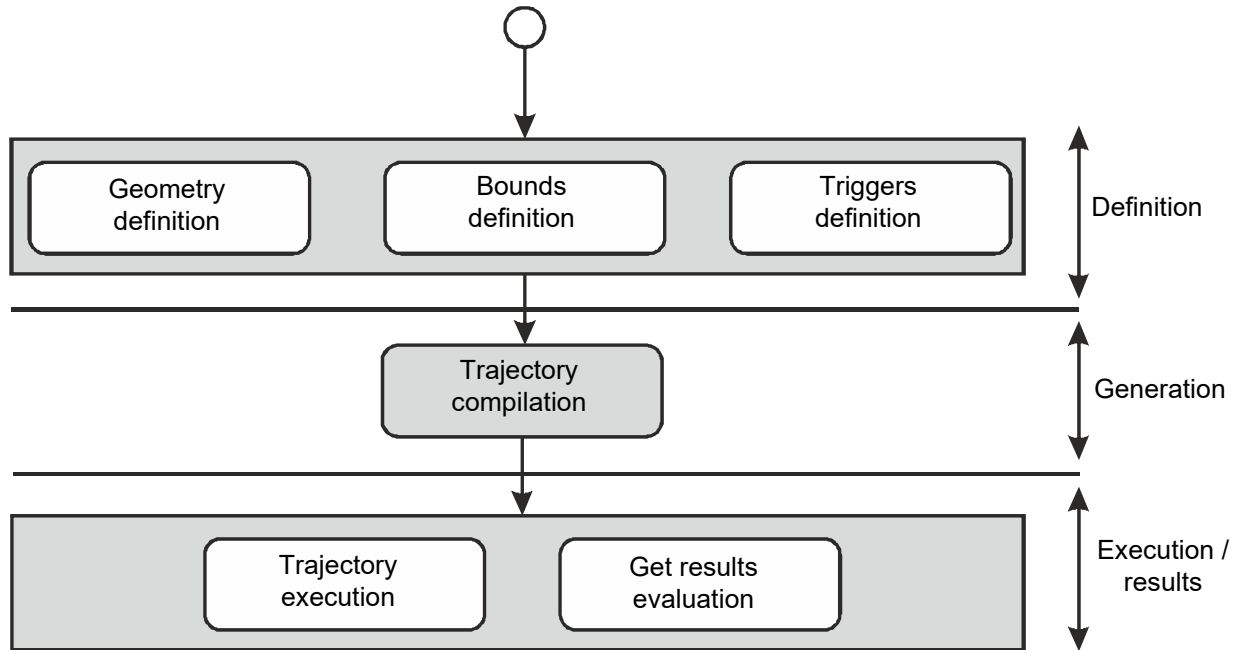 Geometry
definition
Bounds
definition
Triggers
definition
Definition
Trajectory
compilation
Generation
Trajectory
execution
Get results
evaluation
Execution /
results